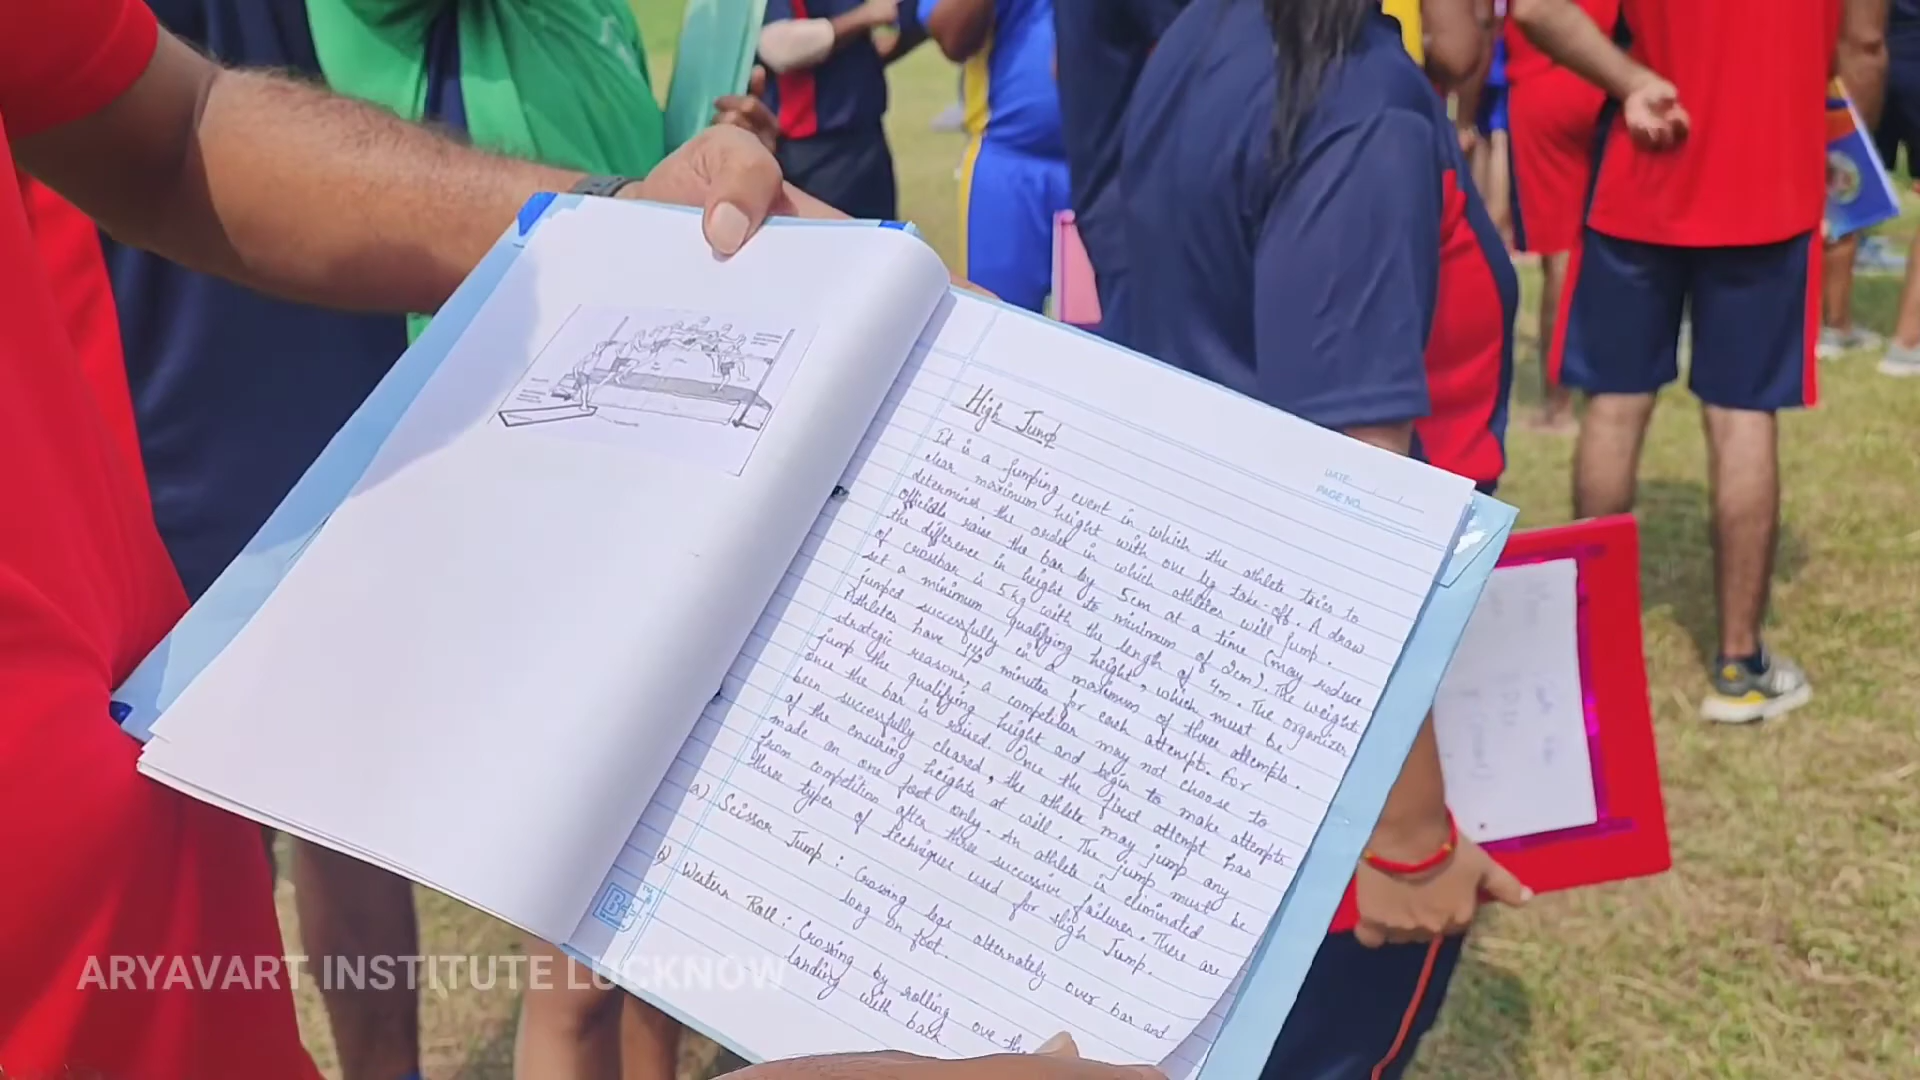 High Jump
DATE: / /
PAGE NO.
It is a jumping event in which the athlete tries to
clear maximum height with one leg take-off. A draw
determines the order in which athletes will jump.
Officials raise the bar by 5cm at a time (may reduce
the difference in height to minimum of 2cm). The weight
of crossbar is 5kg with the length of 4m. The organizer
set a minimum qualifying height, which must be
jumped successfully in a maximum of three attempts.
Athletes have minutes for each attempt. For
strategic reasons, a competitor may not choose to
jump the qualifying height and begin to make attempts
once the bar is raised. Once the first attempt has
been successfully cleared, the athlete may jump any
of the ensuring heights at will. The jump must be
made on one foot only. An athlete is eliminated
from competition after three successive failures. There are
three types of techniques used for High Jump.
a) Scissor Jump: Crossing legs alternately over bar and
long on foot.
b) Western Roll: Crossing by rolling ove the
landing with back.
ARYAVART INSTITUTE LUCKNOW